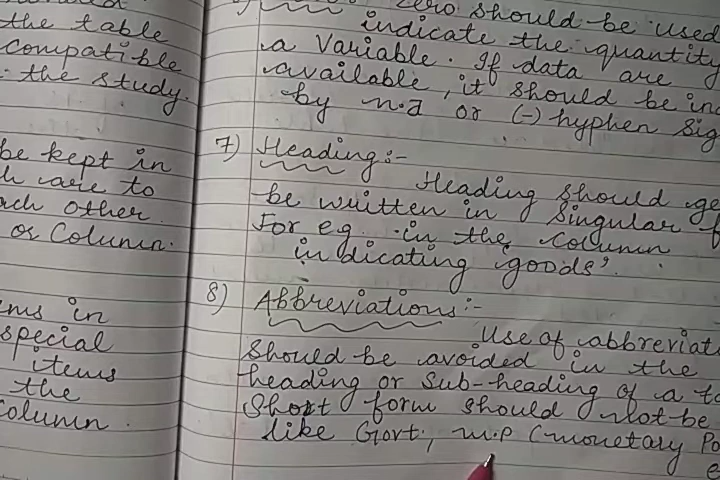 the table
compatible
the study.
be kept in
care to
each other.
or Column.
items in
special
items
the
column.
Zero should be used
indicate the quantity
a Variable. If data are
available, it should be in
by n.a or (-) hyphen sig
7) Heading:-
Heading should ge
be written in Singular f
For eg. in the column
indicating goods'.
8) Abbreviations:-
Use of abbreviat
should be avoided in the
heading or sub-heading of a ta
Short form should not be
like Govt., m.p (monetary Po